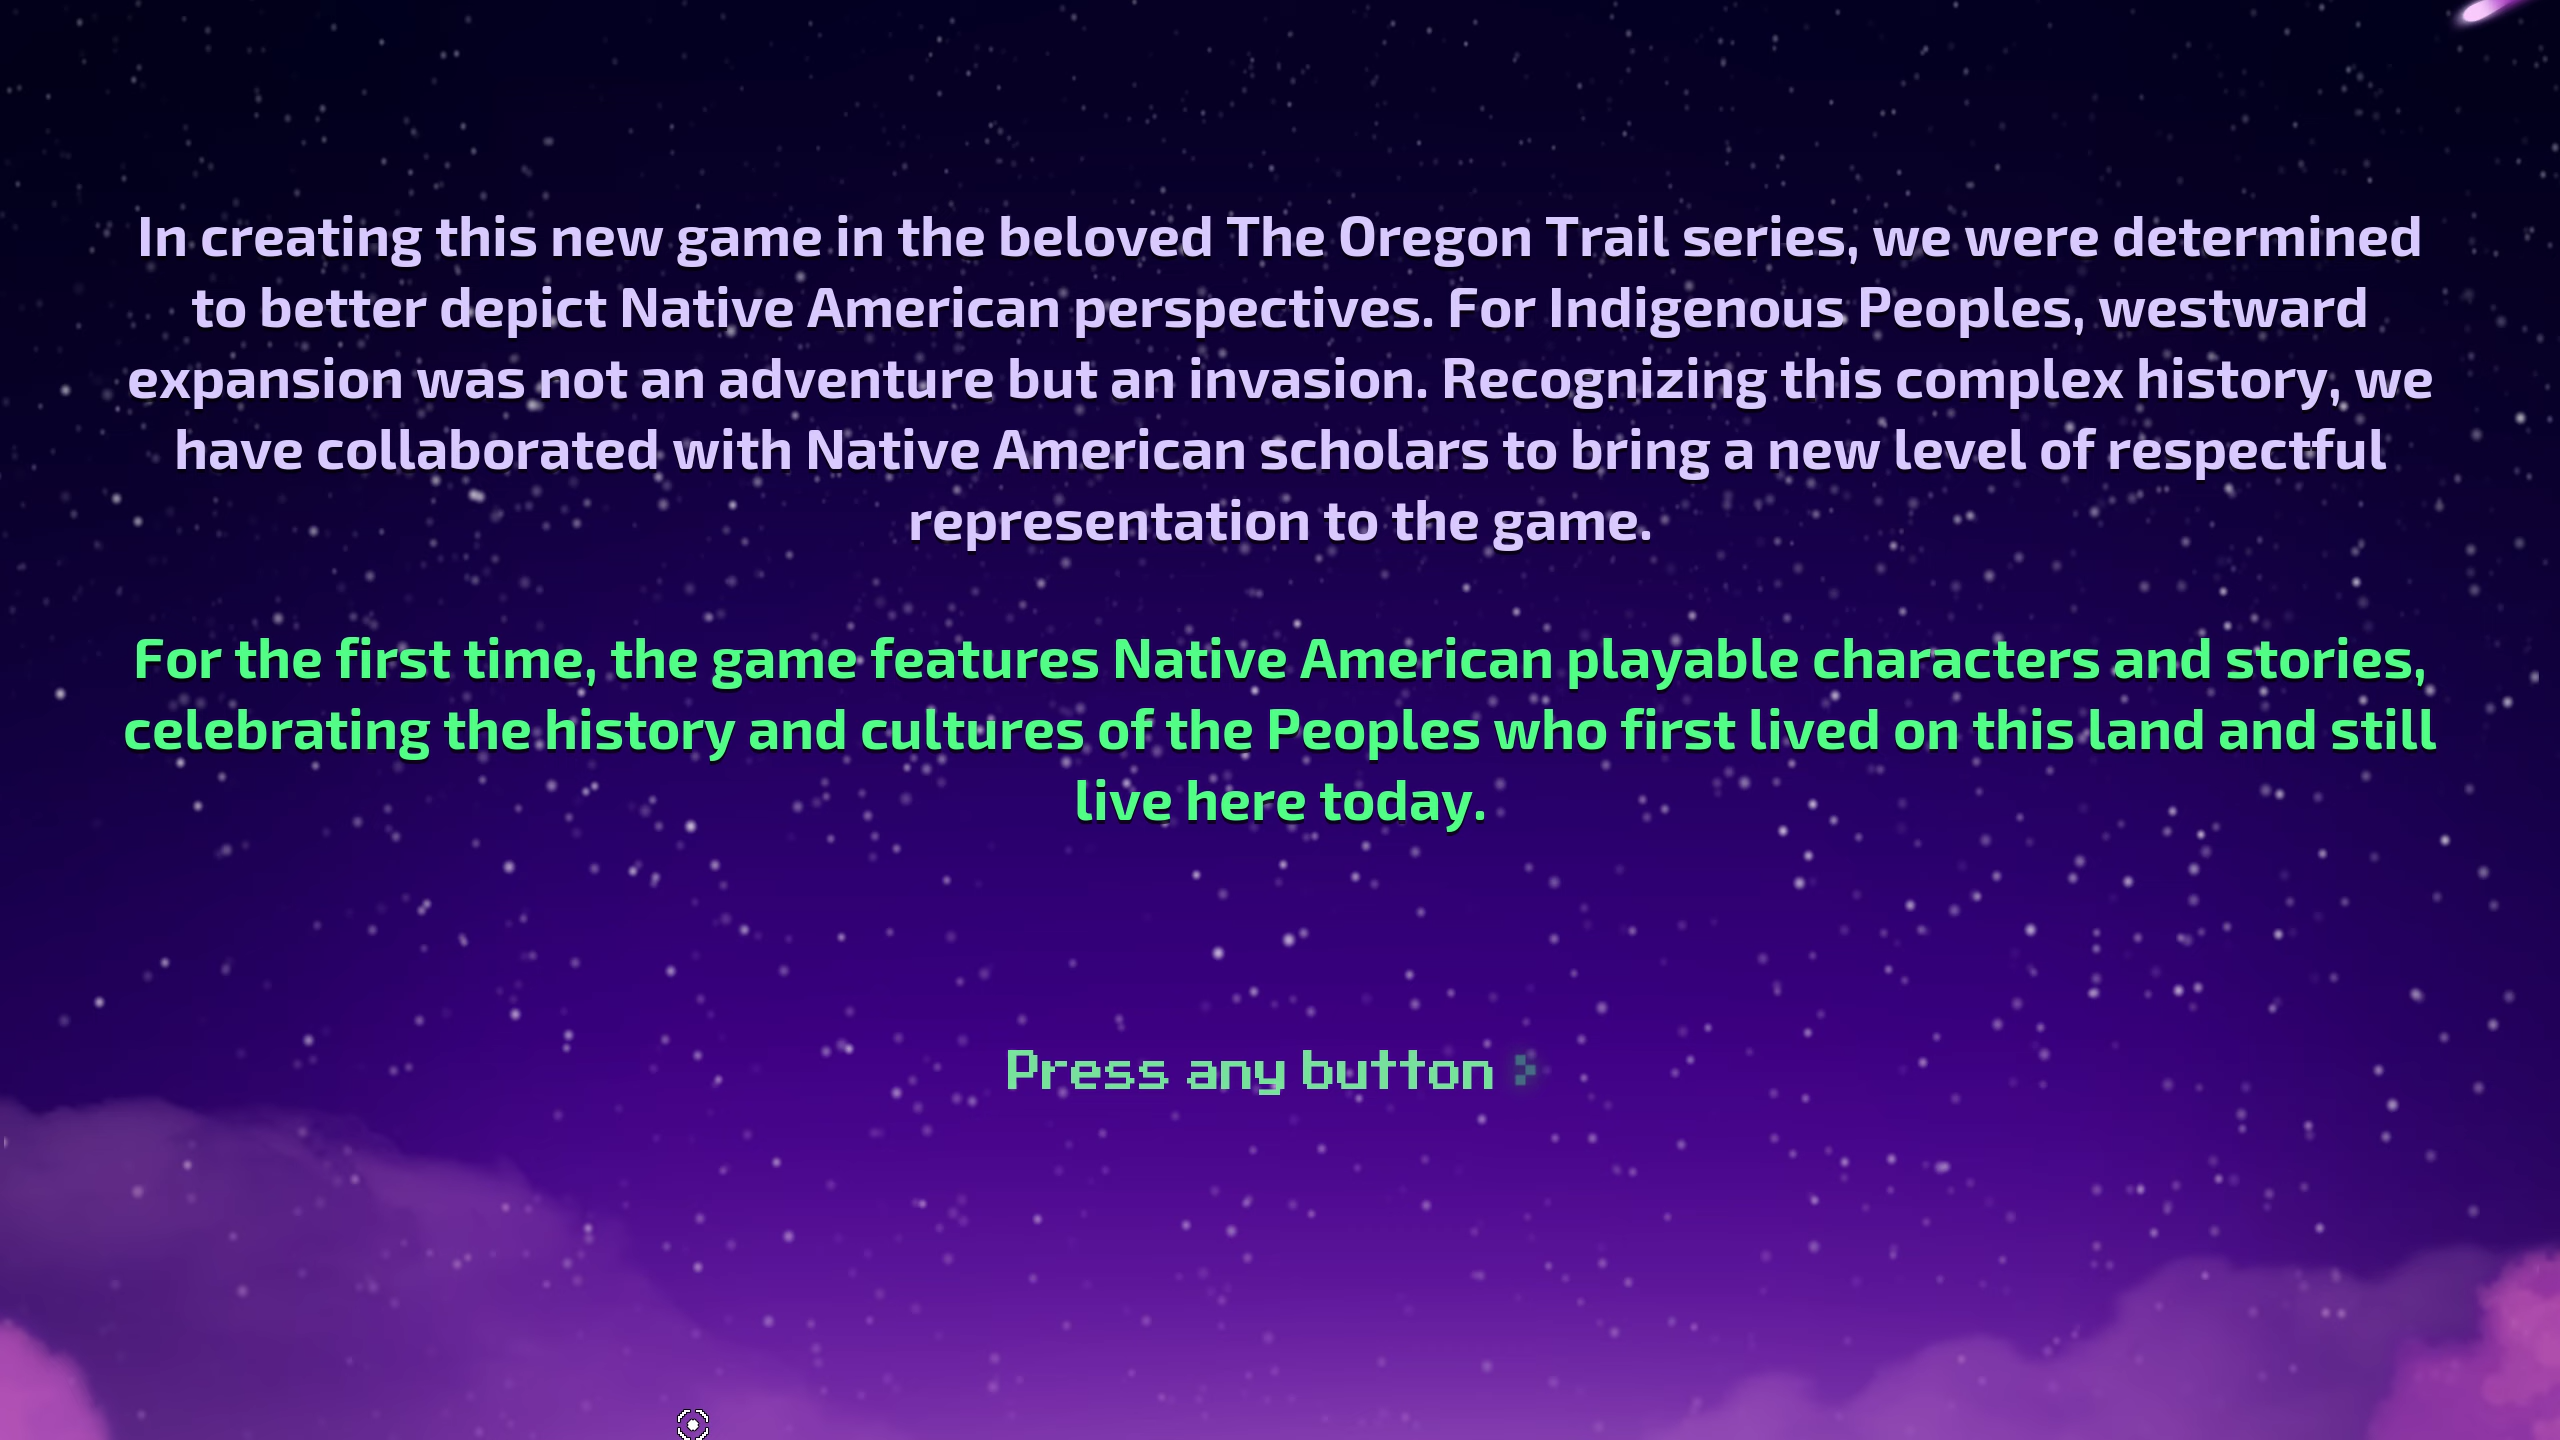 In creating this new game in the beloved The Oregon Trail series, we were determined
to better depict Native American perspectives. For Indigenous Peoples, westward
expansion was not an adventure but an invasion. Recognizing this complex history, we
have collaborated with Native American scholars to bring a new level of respectful
representation to the game.
For the first time, the game features Native American playable characters and stories,
celebrating the history and cultures of the Peoples who first lived on this land and still
live here today.
Press any button >